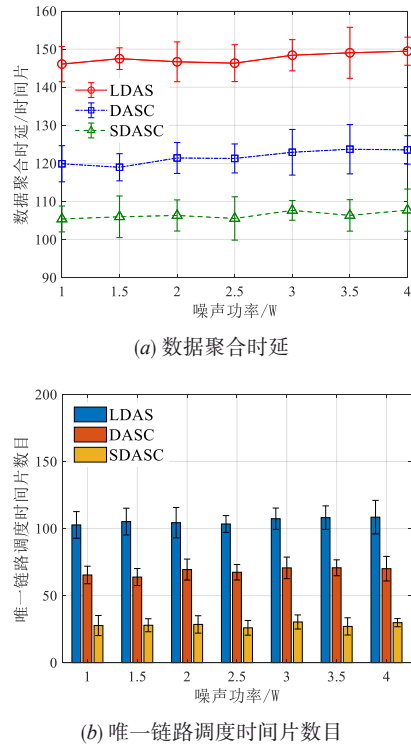 160
150
140
130
120
110
100
90
数据聚合时延/时间片
LDAS
DASC
SDASC
1 1.5 2 2.5 3 3.5 4
噪声功率/W
(a) 数据聚合时延
200
150
100
50
0
唯一链路调度时间片数目
LDAS
DASC
SDASC
1 1.5 2 2.5 3 3.5 4
噪声功率/W
(b) 唯一链路调度时间片数目